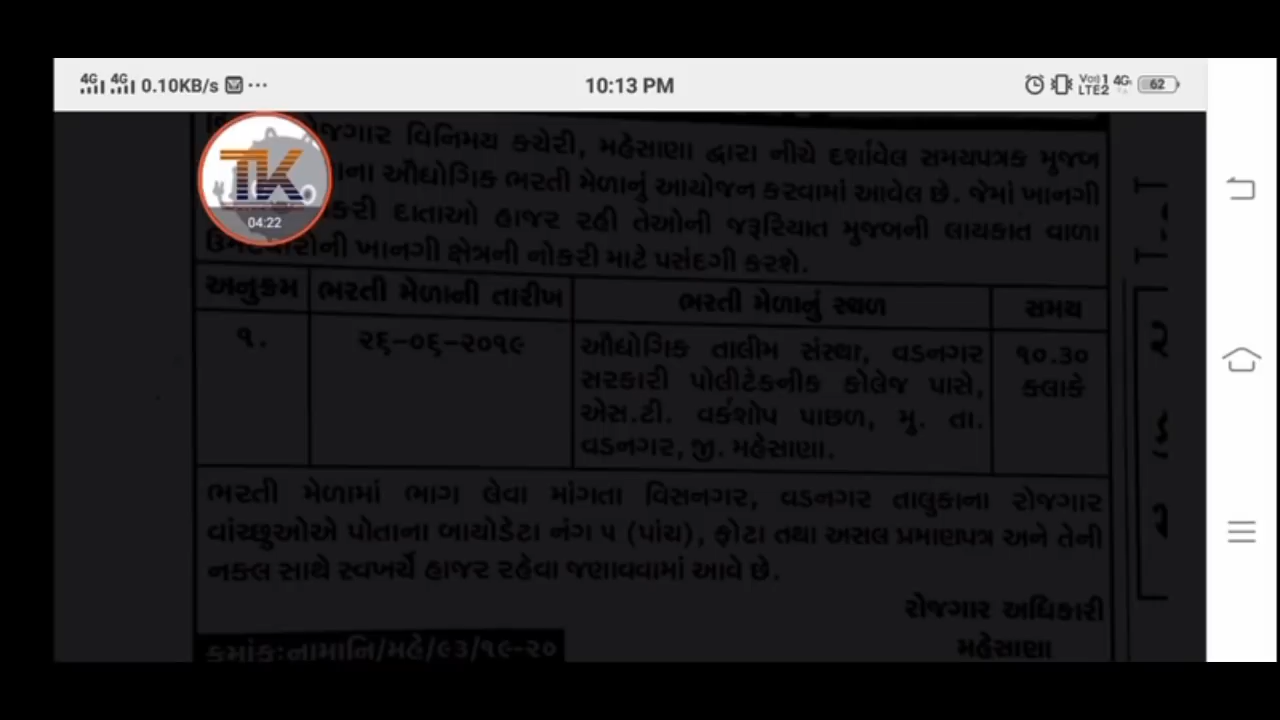 4G 4G 0.10KB/s ...
10:13 PM
Vo) 1 LTE2 4G 62
TK
04:22
રોજગાર વિનિમય કચેરી, મહેસાણા દ્વારા નીચે દર્શાવેલ સમયપત્રક મુજબ
ઔદ્યોગિક ભરતી મેળાનું આયોજન કરવામાં આવેલ છે. જેમાં ખાનગી
દાતાઓ હાજર રહી તેઓની જરૂરિયાત મુજબની લાયકાત વાળા
ખાનગી ક્ષેત્રની નોકરી માટે પસંદગી કરશે.
અનુક્રમ ભરતી મેળાની તારીખ ભરતી મેળાનું સ્થળ સમય
૧. ૨૬-૦૬-૨૦૧૯ ઔદ્યોગિક તાલીમ સંસ્થા, વડનગર ૧૦.૩૦
સરકારી પોલીટેકનીક કોલેજ પાસે, કલાકે
એસ.ટી. વર્કશોપ પાછળ, મુ. તા.
વડનગર, જી. મહેસાણા.
ભરતી મેળામાં ભાગ લેવા માંગતા વિસનગર, વડનગર તાલુકાના રોજગાર
વાંચ્છુઓએ પોતાના બાયોડેટા નંગ ૫ (પાંચ), ફોટા તથા અસલ પ્રમાણપત્ર અને તેની
નકલ સાથે સ્વખર્ચે હાજર રહેવા જણાવવામાં આવે છે.
રોજગાર અધિકારી
મહેસાણા
ક્રમાંક:નામાનિ/મહે/૯૩/૧૯-૨૦